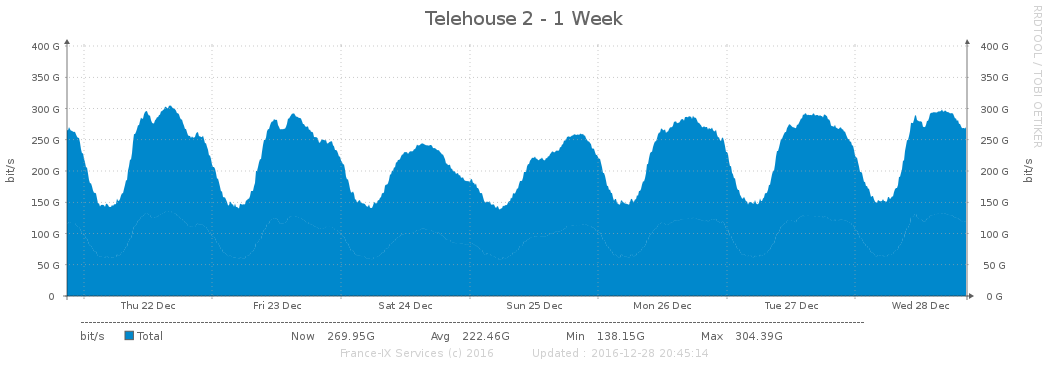 Telehouse 2 - 1 Week
RRDTOOL / TOBI OETIKER
400 G 400 G
350 G 350 G
300 G 300 G
250 G 250 G
200 G 200 G
150 G 150 G
100 G 100 G
50 G 50 G
0 0 G
bit/s bit/s
Thu 22 Dec Fri 23 Dec Sat 24 Dec Sun 25 Dec Mon 26 Dec Tue 27 Dec Wed 28 Dec
bit/s Total Now 269.95G Avg 222.46G Min 138.15G Max 304.39G
France-IX Services (c) 2016 Updated : 2016-12-28 20:45:14